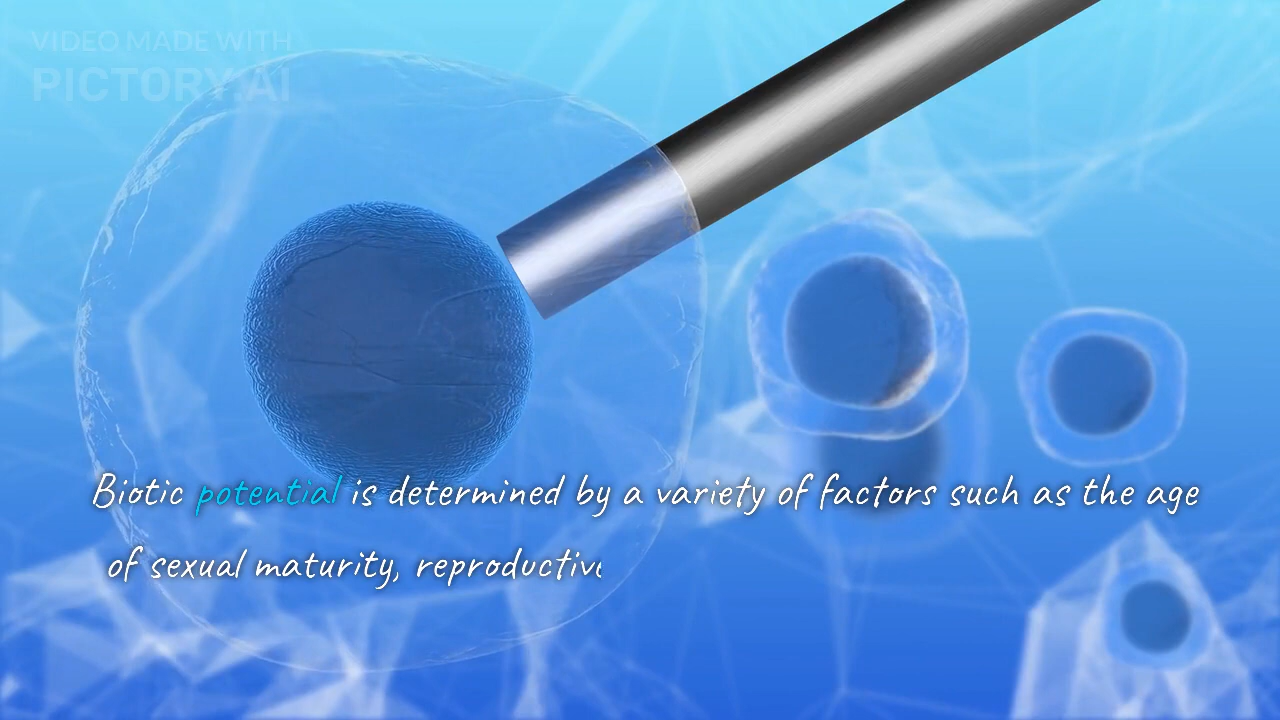 VIDEO MADE WITH
PICTORY.AI
Biotic potential is determined by a variety of factors such as the age
of sexual maturity, reproductive